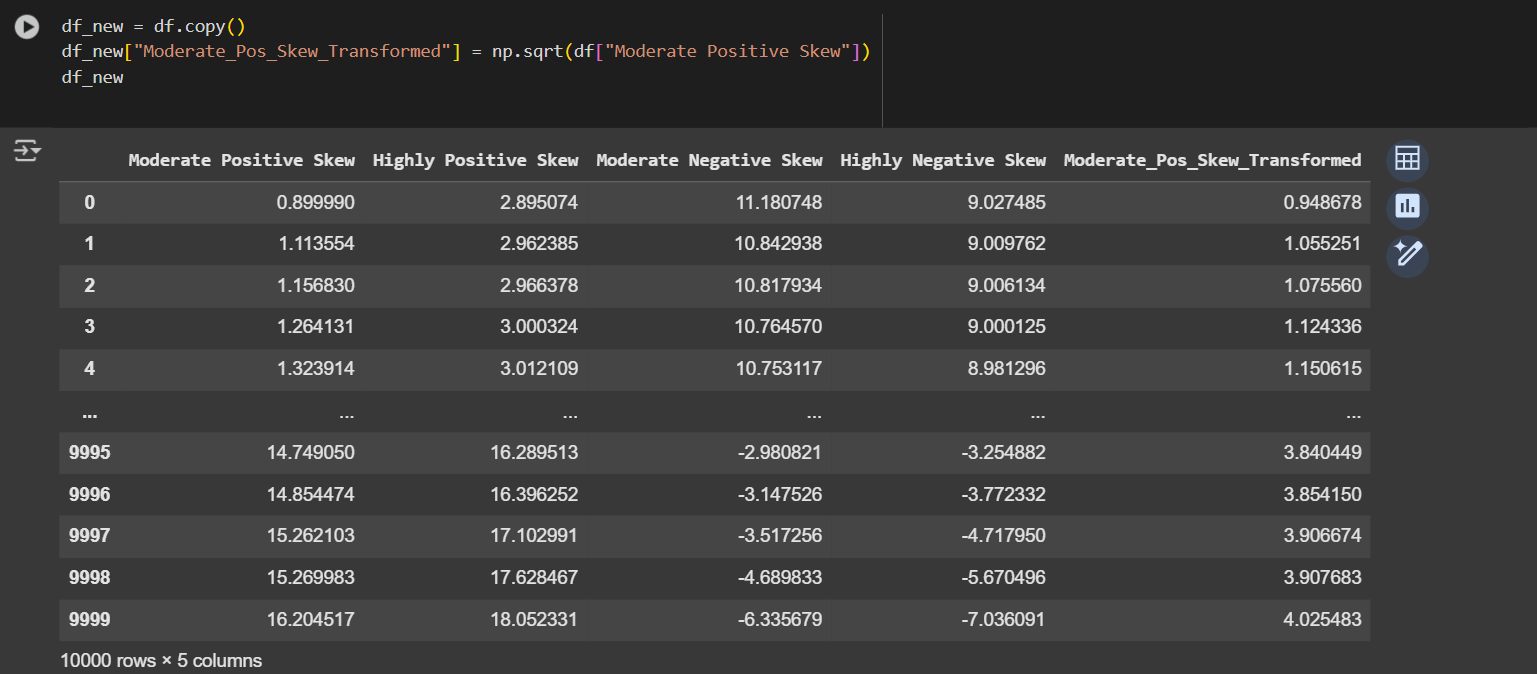 df_new = df.copy()
df_new["Moderate_Pos_Skew_Transformed"] = np.sqrt(df["Moderate Positive Skew"])
df_new
Moderate Positive Skew Highly Positive Skew Moderate Negative Skew Highly Negative Skew Moderate_Pos_Skew_Transformed
0 0.899990 2.895074 11.180748 9.027485 0.948678
1 1.113554 2.962385 10.842938 9.009762 1.055251
2 1.156830 2.966378 10.817934 9.006134 1.075560
3 1.264131 3.000324 10.764570 9.000125 1.124336
4 1.323914 3.012109 10.753117 8.981296 1.150615
... ... ... ... ... ...
9995 14.749050 16.289513 -2.980821 -3.254882 3.840449
9996 14.854474 16.396252 -3.147526 -3.772332 3.854150
9997 15.262103 17.102991 -3.517256 -4.717950 3.906674
9998 15.269983 17.628467 -4.689833 -5.670496 3.907683
9999 16.204517 18.052331 -6.335679 -7.036091 4.025483
10000 rows × 5 columns